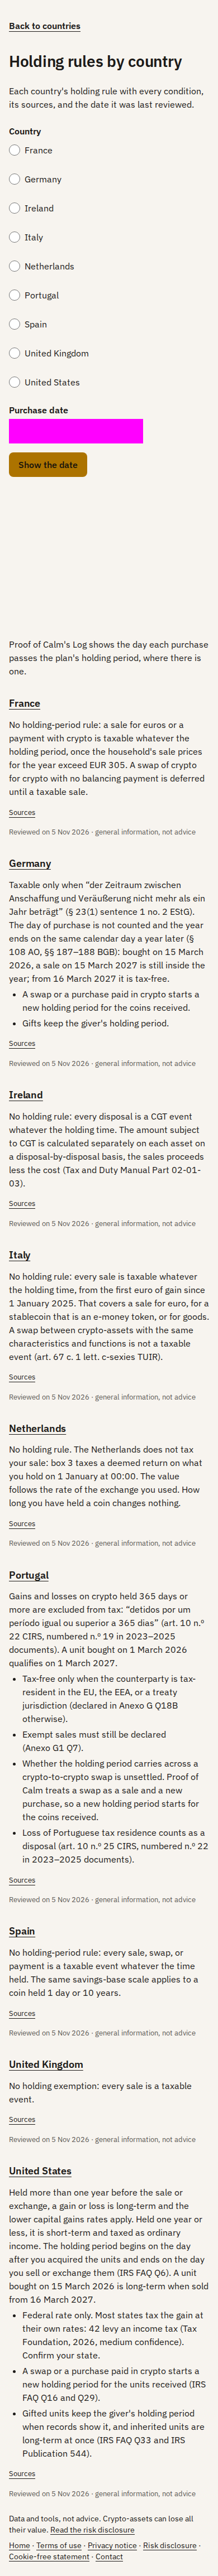 Back to countries
Holding rules by country
Each country's holding rule with every condition,
its sources, and the date it was last reviewed.
Country
France
Germany
Ireland
Italy
Netherlands
Portugal
Spain
United Kingdom
United States
Purchase date
Show the date
Proof of Calm's Log shows the day each purchase
passes the plan's holding period, where there is
one.
France
No holding-period rule: a sale for euros or a
payment with crypto is taxable whatever the
holding period, once the household's sale prices
for the year exceed EUR 305. A swap of crypto
for crypto with no balancing payment is deferred
until a taxable sale.
Sources
Reviewed on 5 Nov 2026 · general information, not advice
Germany
Taxable only when “der Zeitraum zwischen
Anschaffung und Veräußerung nicht mehr als ein
Jahr beträgt” (§ 23(1) sentence 1 no. 2 EStG).
The day of purchase is not counted and the year
ends on the same calendar day a year later (§
108 AO, §§ 187–188 BGB): bought on 15 March
2026, a sale on 15 March 2027 is still inside the
year; from 16 March 2027 it is tax-free.
• A swap or a purchase paid in crypto starts a
new holding period for the coins received.
• Gifts keep the giver's holding period.
Sources
Reviewed on 5 Nov 2026 · general information, not advice
Ireland
No holding rule: every disposal is a CGT event
whatever the holding time. The amount subject
to CGT is calculated separately on each asset on
a disposal-by-disposal basis, the sales proceeds
less the cost (Tax and Duty Manual Part 02-01-
03).
Sources
Reviewed on 5 Nov 2026 · general information, not advice
Italy
No holding rule: every sale is taxable whatever
the holding time, from the first euro of gain since
1 January 2025. That covers a sale for euro, for a
stablecoin that is an e-money token, or for goods.
A swap between crypto-assets with the same
characteristics and functions is not a taxable
event (art. 67 c. 1 lett. c-sexies TUIR).
Sources
Reviewed on 5 Nov 2026 · general information, not advice
Netherlands
No holding rule. The Netherlands does not tax
your sale: box 3 taxes a deemed return on what
you hold on 1 January at 00:00. The value
follows the rate of the exchange you used. How
long you have held a coin changes nothing.
Sources
Reviewed on 5 Nov 2026 · general information, not advice
Portugal
Gains and losses on crypto held 365 days or
more are excluded from tax: “detidos por um
período igual ou superior a 365 dias” (art. 10 n.º
22 CIRS, numbered n.º 19 in 2023–2025
documents). A unit bought on 1 March 2026
qualifies on 1 March 2027.
• Tax-free only when the counterparty is tax-
resident in the EU, the EEA, or a treaty
jurisdiction (declared in Anexo G Q18B
otherwise).
• Exempt sales must still be declared
(Anexo G1 Q7).
• Whether the holding period carries across a
crypto-to-crypto swap is unsettled. Proof of
Calm treats a swap as a sale and a new
purchase, so a new holding period starts for
the coins received.
• Loss of Portuguese tax residence counts as a
disposal (art. 10 n.º 25 CIRS, numbered n.º 22
in 2023–2025 documents).
Sources
Reviewed on 5 Nov 2026 · general information, not advice
Spain
No holding-period rule: every sale, swap, or
payment is a taxable event whatever the time
held. The same savings-base scale applies to a
coin held 1 day or 10 years.
Sources
Reviewed on 5 Nov 2026 · general information, not advice
United Kingdom
No holding exemption: every sale is a taxable
event.
Sources
Reviewed on 5 Nov 2026 · general information, not advice
United States
Held more than one year before the sale or
exchange, a gain or loss is long-term and the
lower capital gains rates apply. Held one year or
less, it is short-term and taxed as ordinary
income. The holding period begins on the day
after you acquired the units and ends on the day
you sell or exchange them (IRS FAQ Q6). A unit
bought on 15 March 2026 is long-term when sold
from 16 March 2027.
• Federal rate only. Most states tax the gain at
their own rates: 42 levy an income tax (Tax
Foundation, 2026, medium confidence).
Confirm your state.
• A swap or a purchase paid in crypto starts a
new holding period for the units received (IRS
FAQ Q16 and Q29).
• Gifted units keep the giver's holding period
when records show it, and inherited units are
long-term at once (IRS FAQ Q33 and IRS
Publication 544).
Sources
Reviewed on 5 Nov 2026 · general information, not advice
Data and tools, not advice. Crypto-assets can lose all
their value. Read the risk disclosure
Home · Terms of use · Privacy notice · Risk disclosure ·
Cookie-free statement · Contact